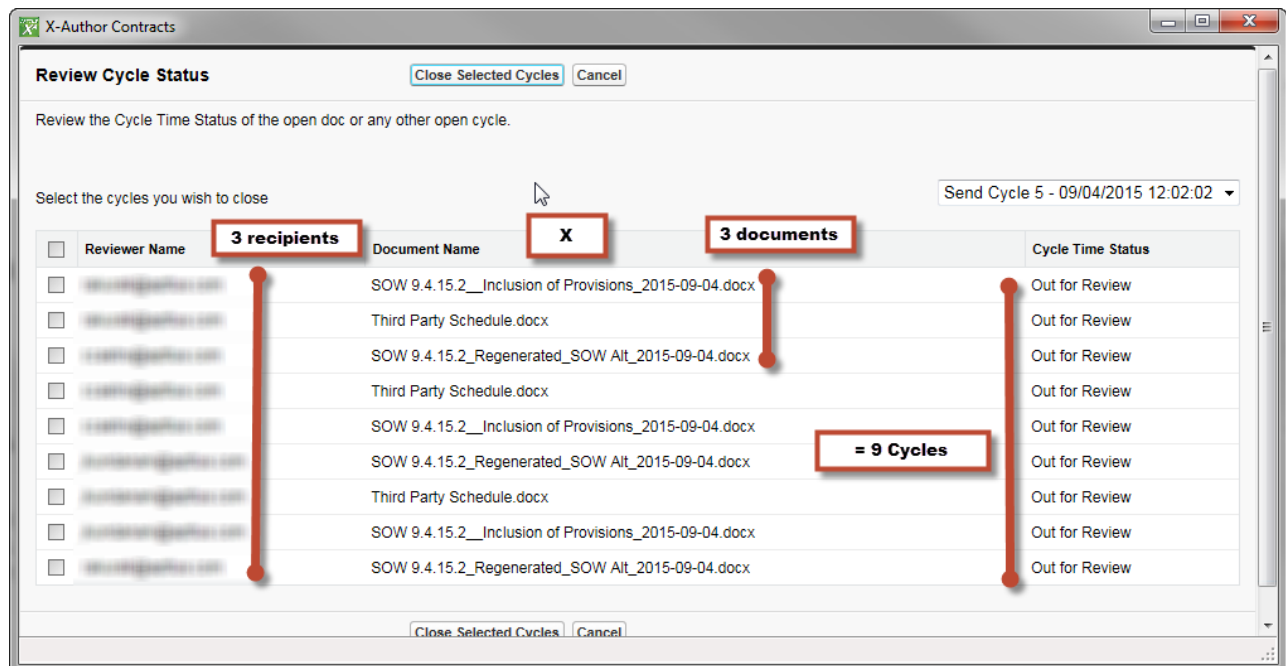 X-Author Contracts
Review Cycle Status
Close Selected Cycles Cancel
Review the Cycle Time Status of the open doc or any other open cycle.
Select the cycles you wish to close
Send Cycle 5 - 09/04/2015 12:02:02
3 recipients X 3 documents
Reviewer Name Document Name Cycle Time Status
SOW 9.4.15.2__Inclusion of Provisions_2015-09-04.docx Out for Review
Third Party Schedule.docx Out for Review
SOW 9.4.15.2_Regenerated_SOW Alt_2015-09-04.docx Out for Review
Third Party Schedule.docx Out for Review
SOW 9.4.15.2__Inclusion of Provisions_2015-09-04.docx Out for Review
= 9 Cycles
SOW 9.4.15.2_Regenerated_SOW Alt_2015-09-04.docx Out for Review
Third Party Schedule.docx Out for Review
SOW 9.4.15.2__Inclusion of Provisions_2015-09-04.docx Out for Review
SOW 9.4.15.2_Regenerated_SOW Alt_2015-09-04.docx Out for Review
Close Selected Cycles Cancel